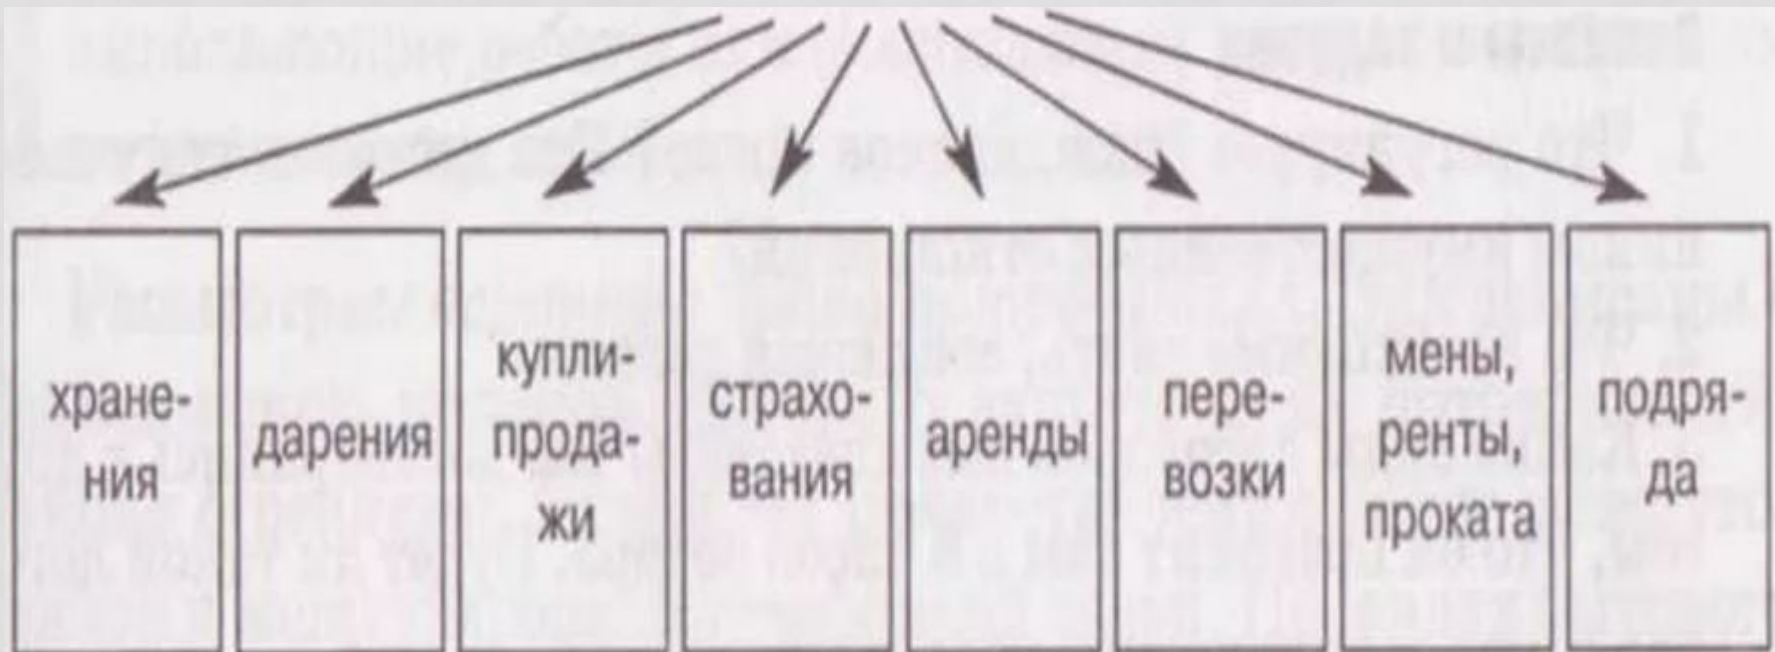 хране-
ния
дарения
купли-
прода-
жи
страхо-
вания
аренды
пере-
возки
мены,
ренты,
проката
подря-
да